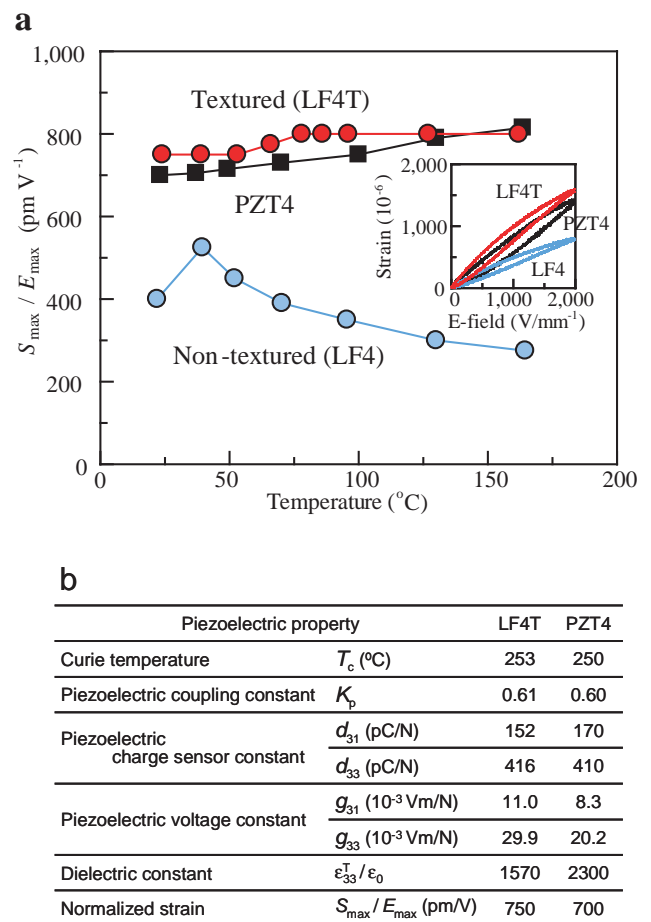 a
1,000
800
600
400
200
0
S max / E max (pm V⁻¹)
Textured (LF4T)
PZT4
Non-textured (LF4)
0 50 100 150 200
Temperature (°C)
2,000
1,000
0
Strain (10⁻⁶)
LF4T
PZT4
LF4
0 1,000 2,000
E-field (V/mm⁻¹)
b
Piezoelectric property LF4T PZT4
Curie temperature Tc (ºC) 253 250
Piezoelectric coupling constant Kp 0.61 0.60
Piezoelectric charge sensor constant
d31 (pC/N) 152 170
d33 (pC/N) 416 410
Piezoelectric voltage constant
g31 (10⁻³ Vm/N) 11.0 8.3
g33 (10⁻³ Vm/N) 29.9 20.2
Dielectric constant εᵀ33/ε0 1570 2300
Normalized strain Smax / Emax (pm/V) 750 700